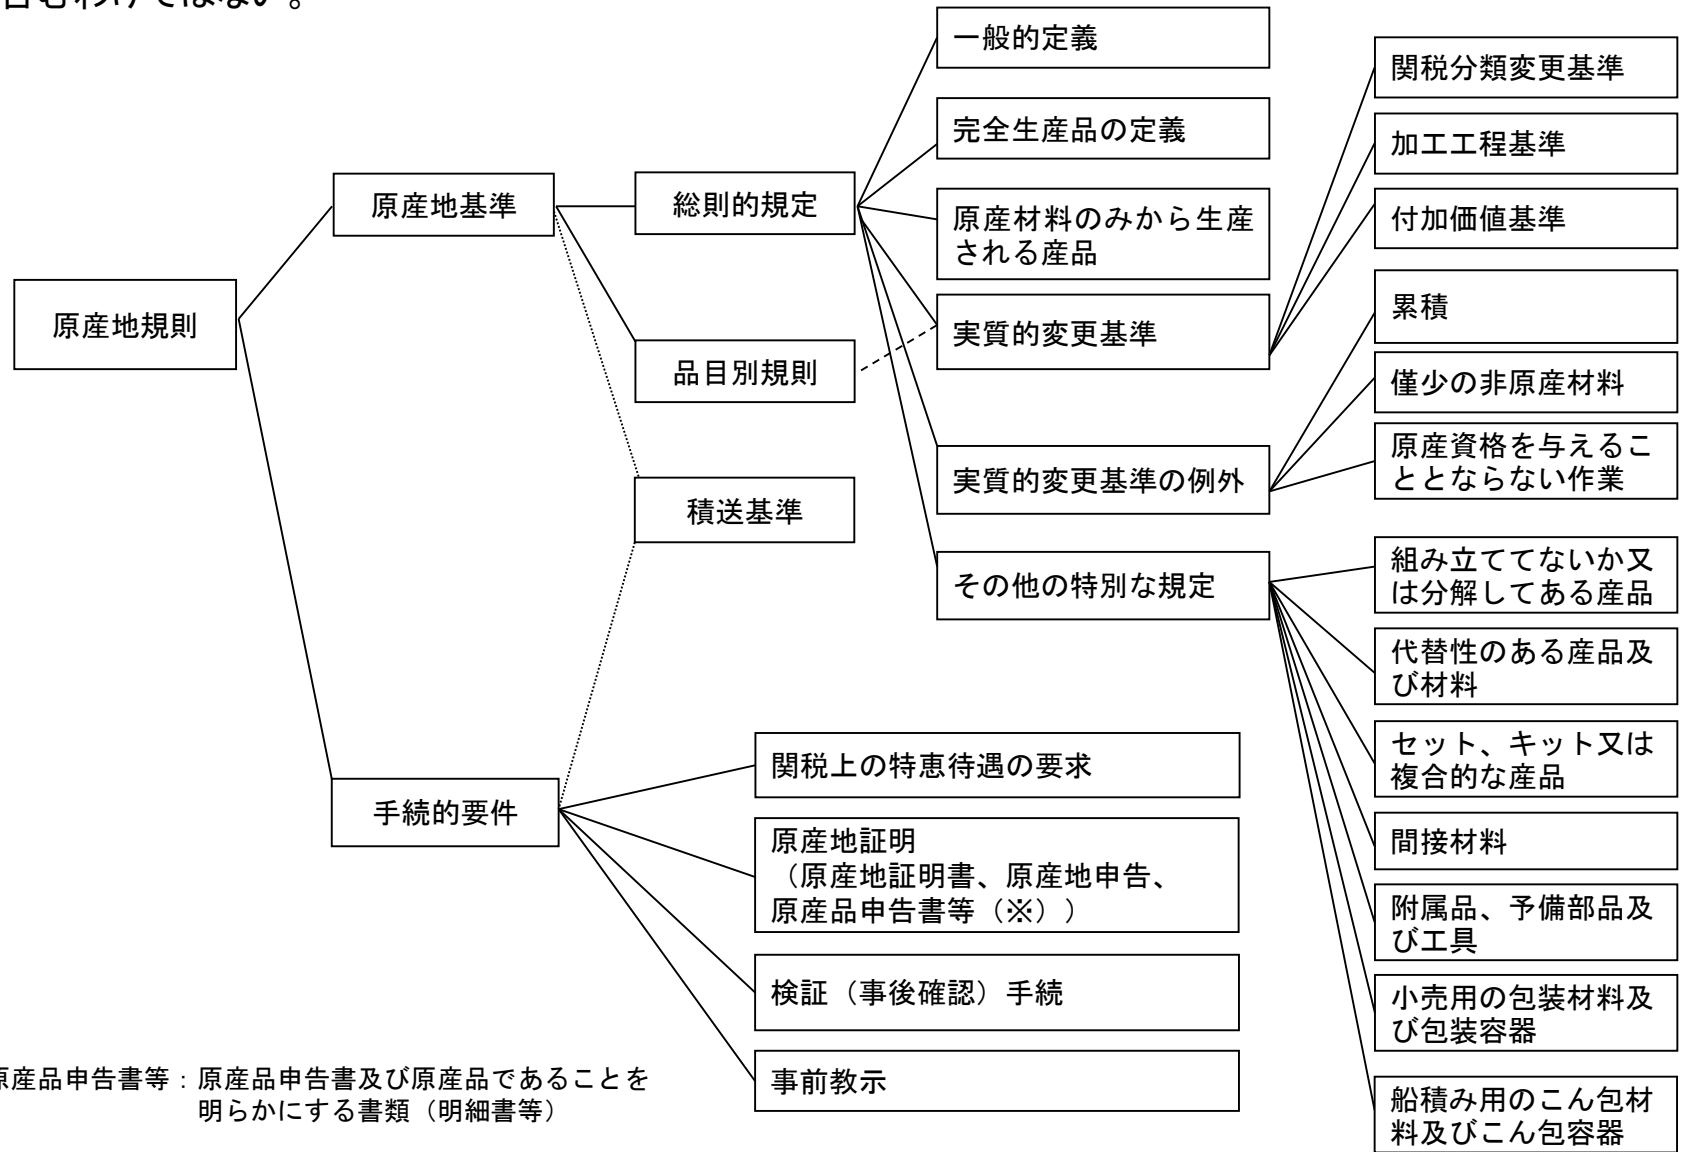 含むわけではない。
原産地規則
原産地基準
手続的要件
総則的規定
品目別規則
積送基準
一般的定義
完全生産品の定義
原産材料のみから生産
される産品
実質的変更基準
実質的変更基準の例外
その他の特別な規定
関税分類変更基準
加工工程基準
付加価値基準
累積
僅少の非原産材料
原産資格を与えるこ
ととならない作業
組み立ててないか又
は分解してある産品
代替性のある産品及
び材料
セット、キット又は
複合的な産品
間接材料
附属品、予備部品及
び工具
小売用の包装材料及
び包装容器
船積み用のこん包材
料及びこん包容器
関税上の特恵待遇の要求
原産地証明
（原産地証明書、原産地申告、
原産品申告書等（※））
検証（事後確認）手続
事前教示
原産品申告書等：原産品申告書及び原産品であることを
明らかにする書類（明細書等）